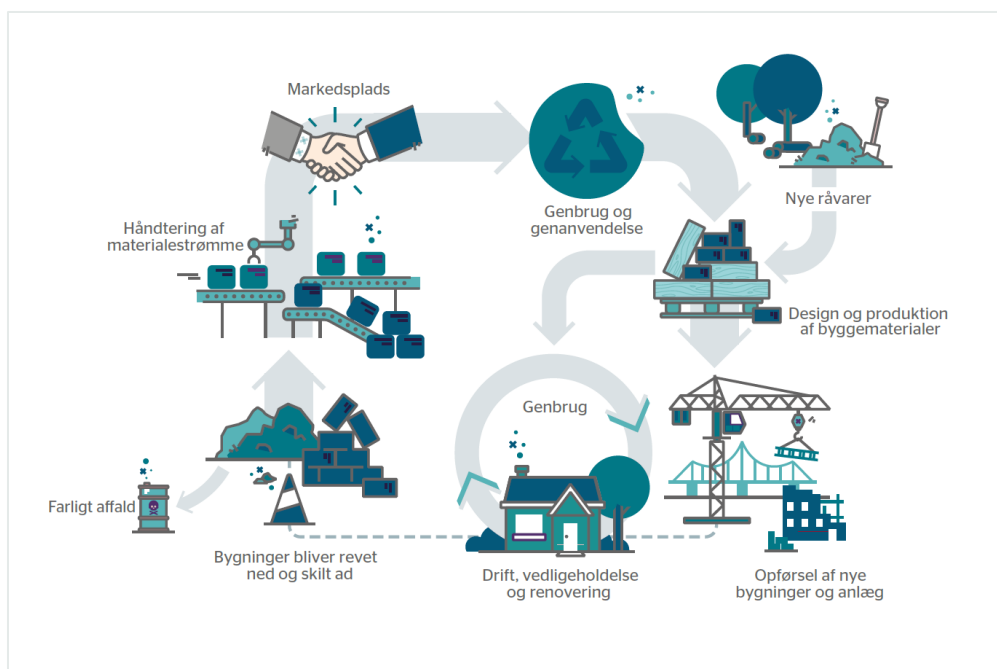 Markedsplads
Genbrug og
genanvendelse
Nye råvarer
Håndtering af
materialestrømme
Design og produktion
af byggematerialer
Genbrug
Farligt affald
Bygninger bliver revet
ned og skilt ad
Drift, vedligeholdelse
og renovering
Opførsel af nye
bygninger og anlæg